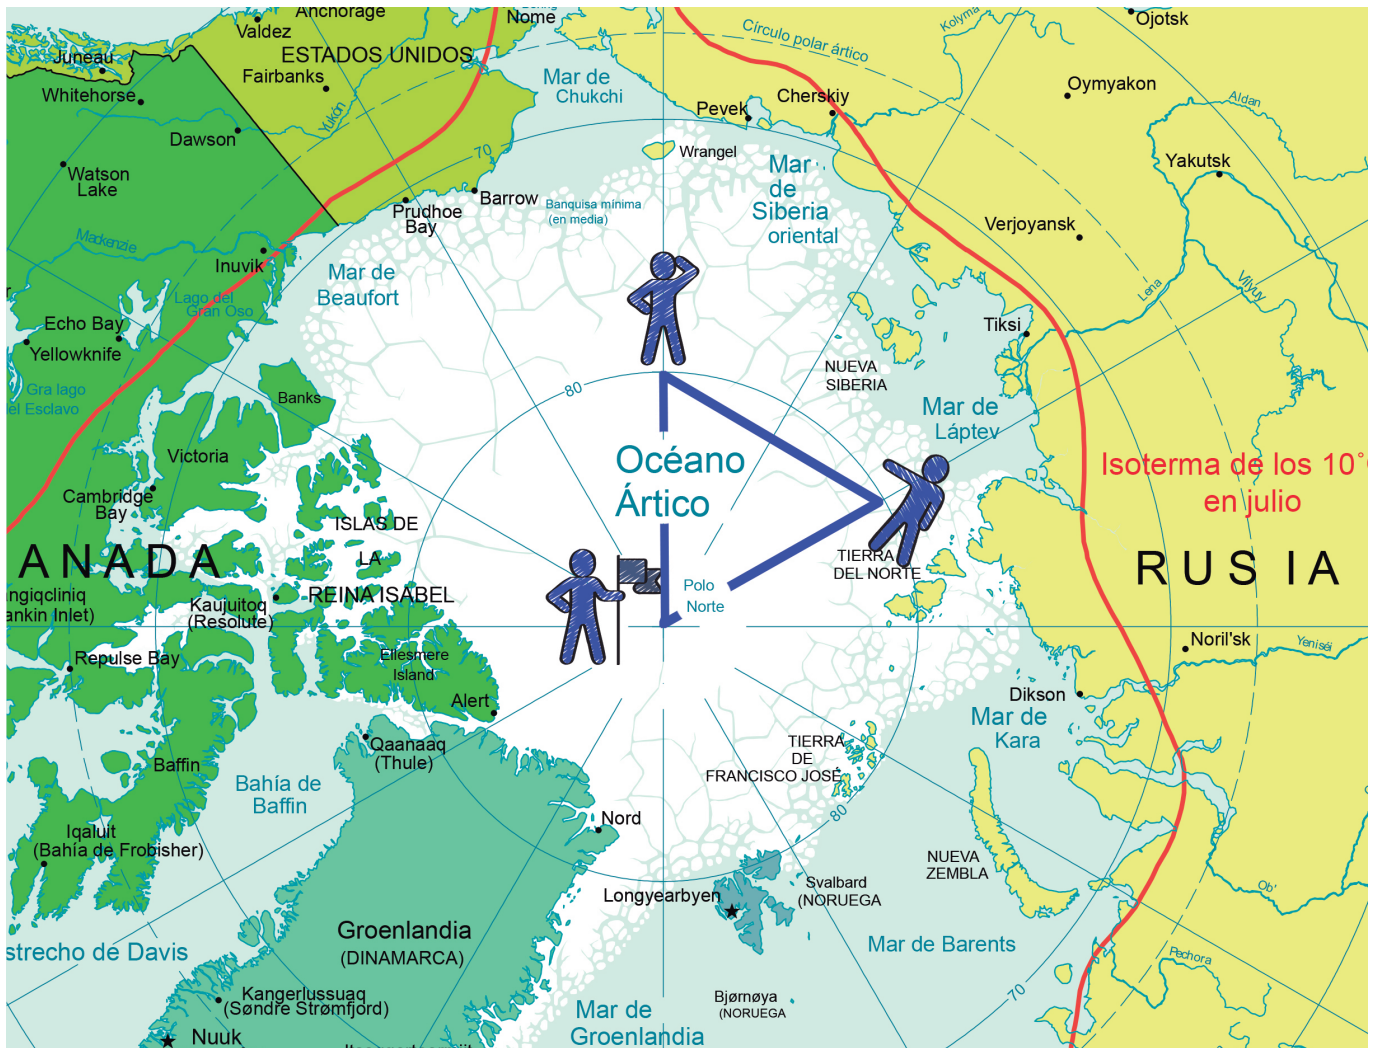 Anchorage
Valdez
Nome
ESTADOS UNIDOS
Fairbanks
Juneau
Whitehorse
Dawson
Yukón
Watson
Lake
Mackenzie
Inuvik
Prudhoe
Bay
Barrow
70
Mar de
Chukchi
Círculo polar ártico
Kolyma
Ojotsk
Oymyakon
Aldan
Pevek
Cherskiy
Wrangel
Mar
de
Siberia
oriental
Banquisa mínima
(en media)
Yakutsk
Verjoyansk
Lena
Vilyuy
Tiksi
Mar de
Beaufort
Lago del
Gran Oso
Echo Bay
Yellowknife
Gra lago
del Esclavo
Banks
Victoria
Cambridge
Bay
80
NUEVA
SIBERIA
Mar de
Láptev
Océano
Ártico
Isoterma de los 10°
en julio
ISLAS DE
LA
REINA ISABEL
ANADA
RUSIA
TIERRA
DEL NORTE
Polo
Norte
angiqcliniq
ankin Inlet)
Kaujuitoq
(Resolute)
Repulse Bay
Ellesmere
Island
Alert
Noril'sk
Yeniséi
Dikson
Mar de
Kara
Qaanaaq
(Thule)
TIERRA
DE
FRANCISCO JOSÉ
80
Baffin
Bahía de
Baffin
Nord
Iqaluit
(Bahía de Frobisher)
NUEVA
ZEMBLA
Ob'
Longyearbyen
Svalbard
(NORUEGA
Groenlandia
(DINAMARCA)
Mar de Barents
strecho de Davis
Pechora
70
Kangerlussuaq
(Søndre Strømfjord)
Bjørnøya
(NORUEGA
Mar de
Groenlandia
Nuuk